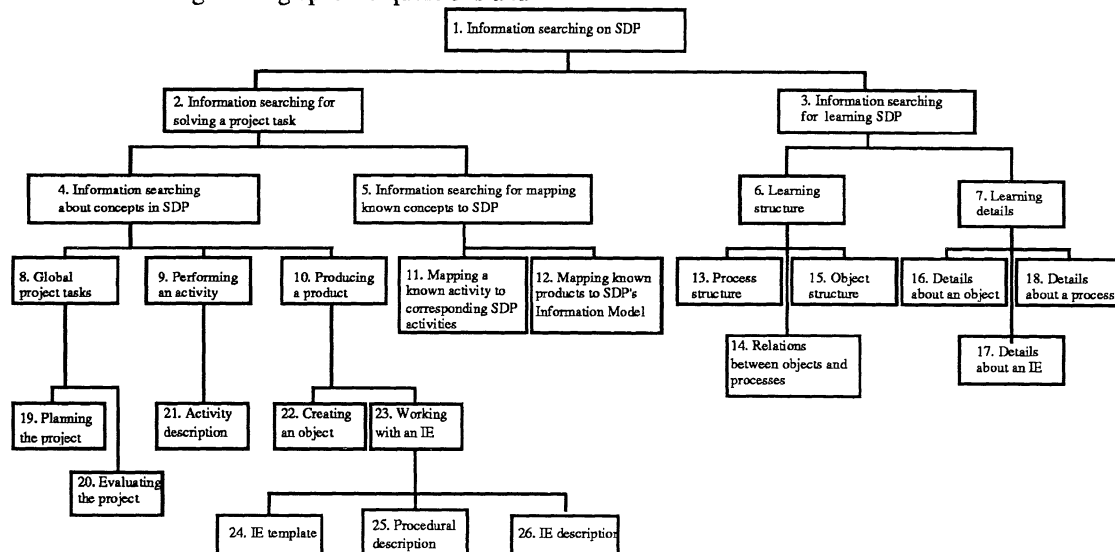 1. Information searching on SDP
2. Information searching for
solving a project task
3. Information searching
for learning SDP
4. Information searching
about concepts in SDP
5. Information searching for mapping
known concepts to SDP
6. Learning
structure
7. Learning
details
8. Global
project tasks
9. Performing
an activity
10. Producing
a product
11. Mapping a
known activity to
corresponding SDP
activities
12. Mapping known
products to SDP's
Information Model
13. Process
structure
15. Object
structure
16. Details
about an object
18. Details
about a process
14. Relations
between objects and
processes
17. Details
about an IE
19. Planning
the project
20. Evaluating
the project
21. Activity
description
22. Creating
an object
23. Working
with an IE
24. IE template
25. Procedural
description
26. IE description